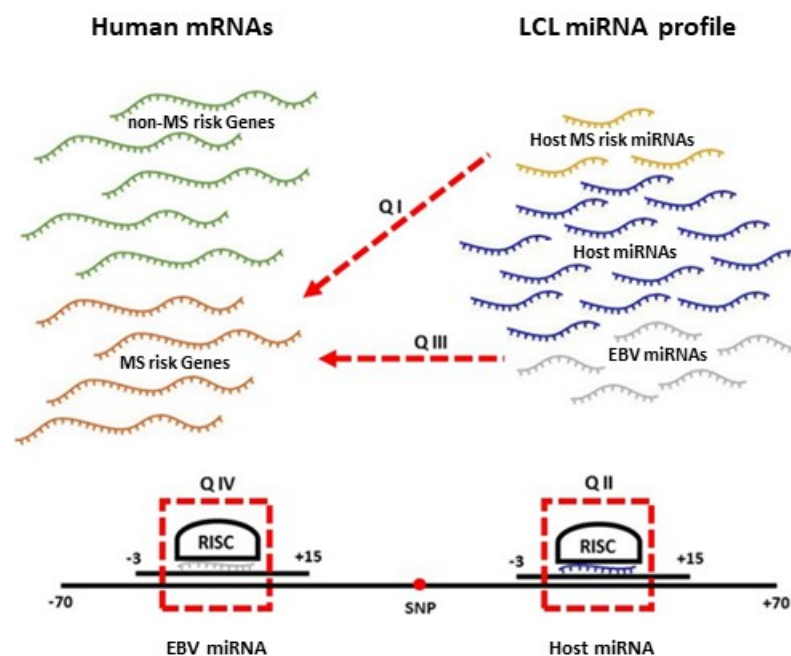 Human mRNAs
LCL miRNA profile
non-MS risk Genes
Host MS risk miRNAs
Q I
Host miRNAs
MS risk Genes
Q III
EBV miRNAs
Q IV
Q II
RISC
RISC
-3
+15
-3
+15
-70
SNP
+70
EBV miRNA
Host miRNA